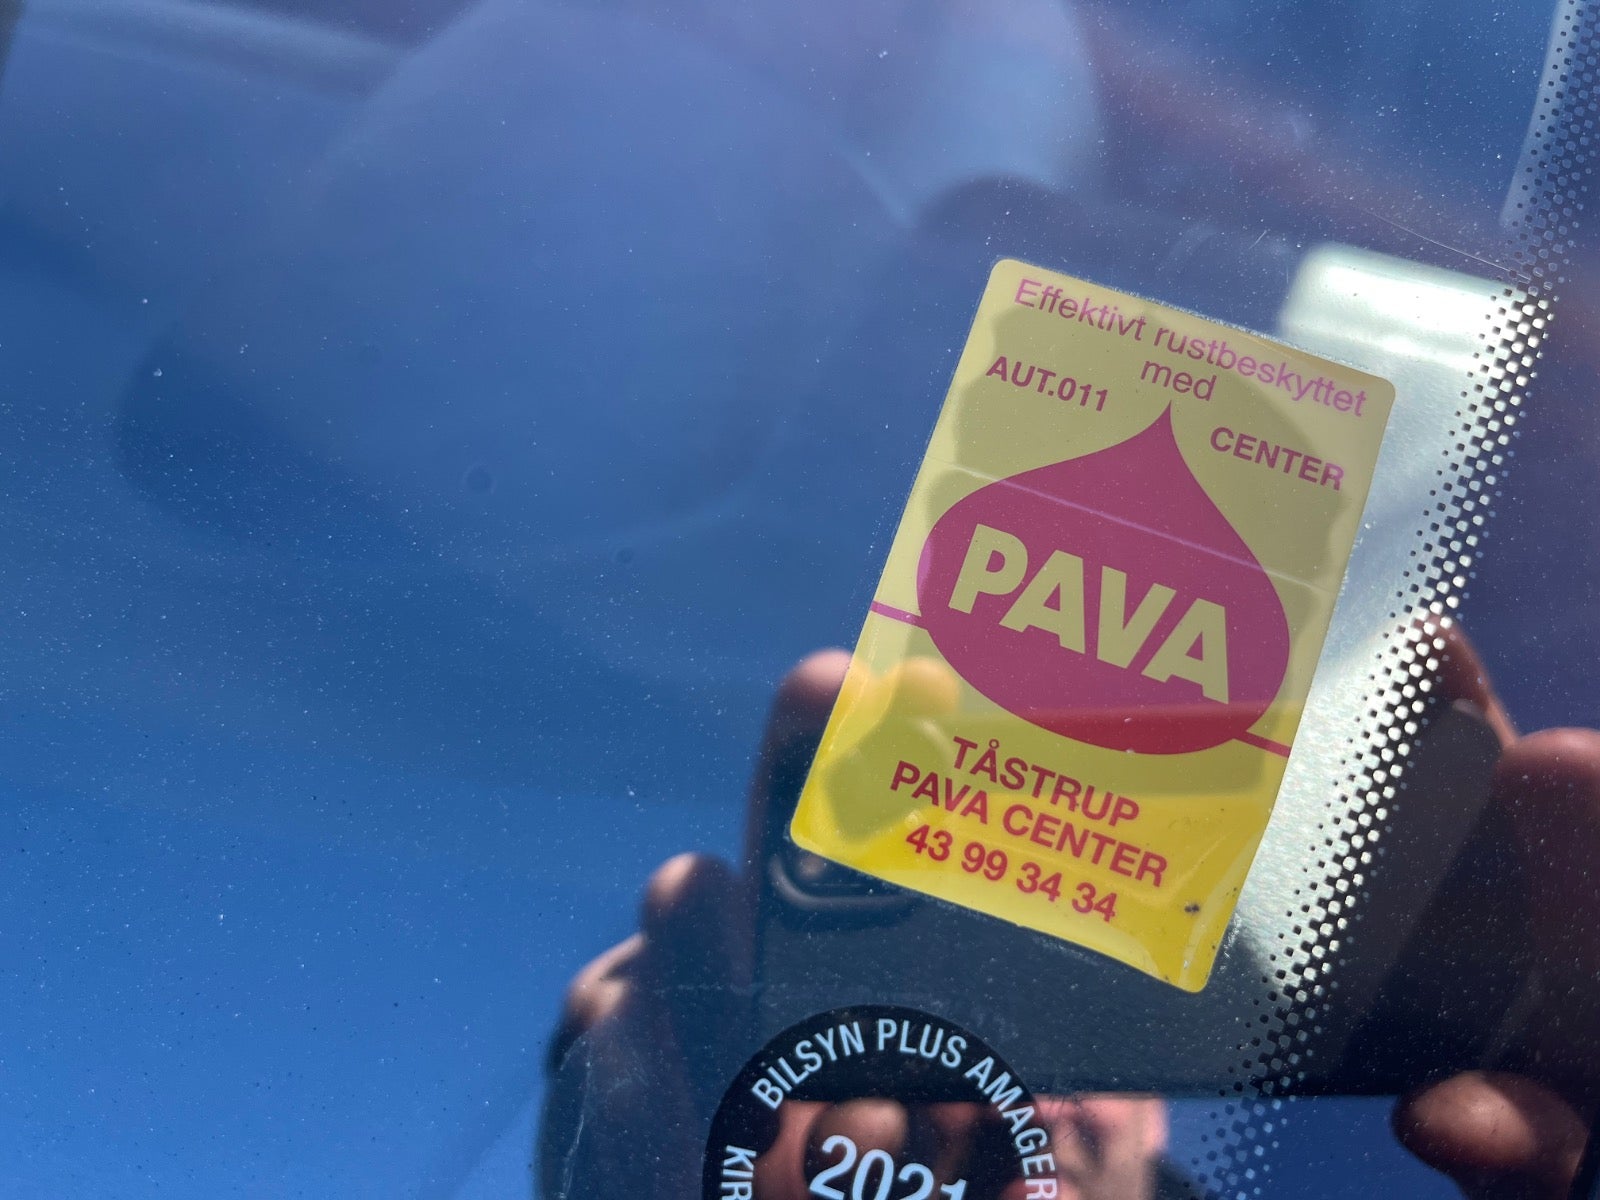 Effektivt rustbeskyttet
med
AUT.011
CENTER
PAVA
TÅSTRUP
PAVA CENTER
43 99 34 34
BILSYN PLUS AMAGER
2021